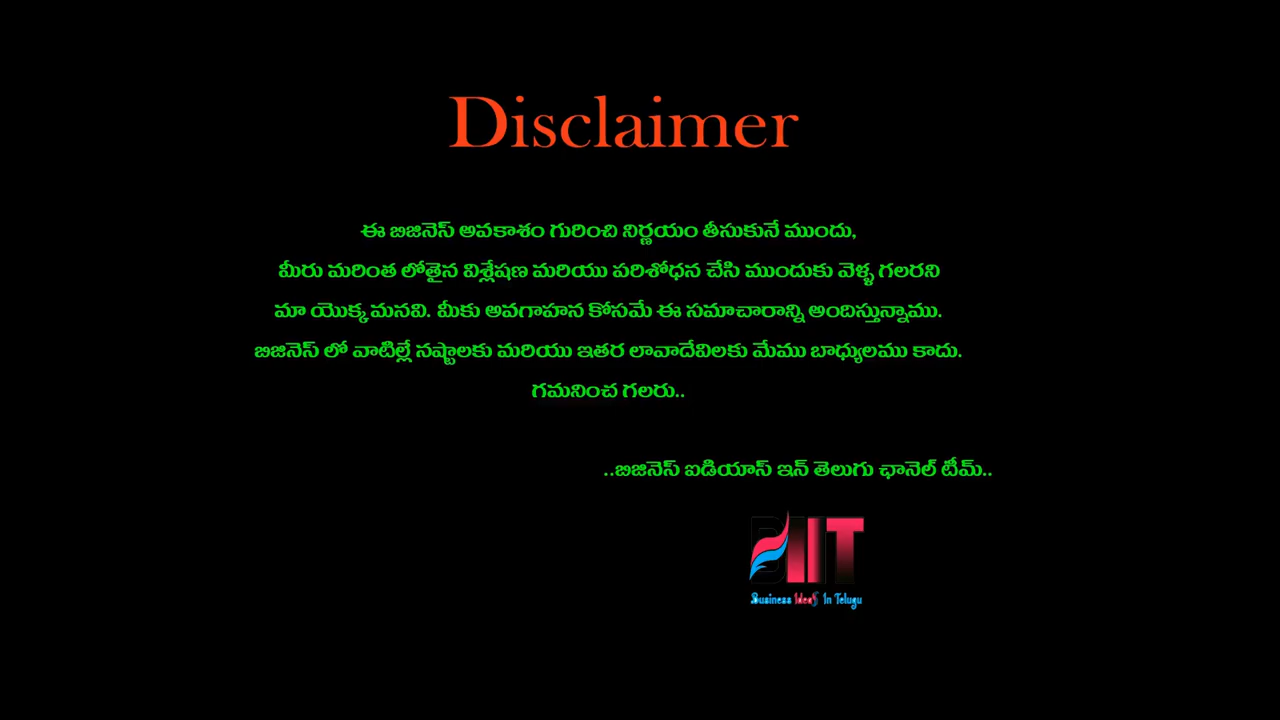 Disclaimer
ఈ బిజినెస్ అవకాశం గురించి నిర్ణయం తీసుకునే ముందు,
మీరు మరింత లోతైన విశ్లేషణ మరియు పరిశోధన చేసి ముందుకు వెళ్ళ గలరని
మా యొక్క మనవి. మీకు అవగాహన కోసమే ఈ సమాచారాన్ని అందిస్తున్నాము.
బిజినెస్ లో వాటిల్లే నష్టాలకు మరియు ఇతర లావాదేవిలకు మేము బాధ్యులము కాదు.
గమనించ గలరు..
..బిజినెస్ ఐడియాస్ ఇన్ తెలుగు ఛానెల్ టీమ్..
BIIT
Business IdeaS In Telugu